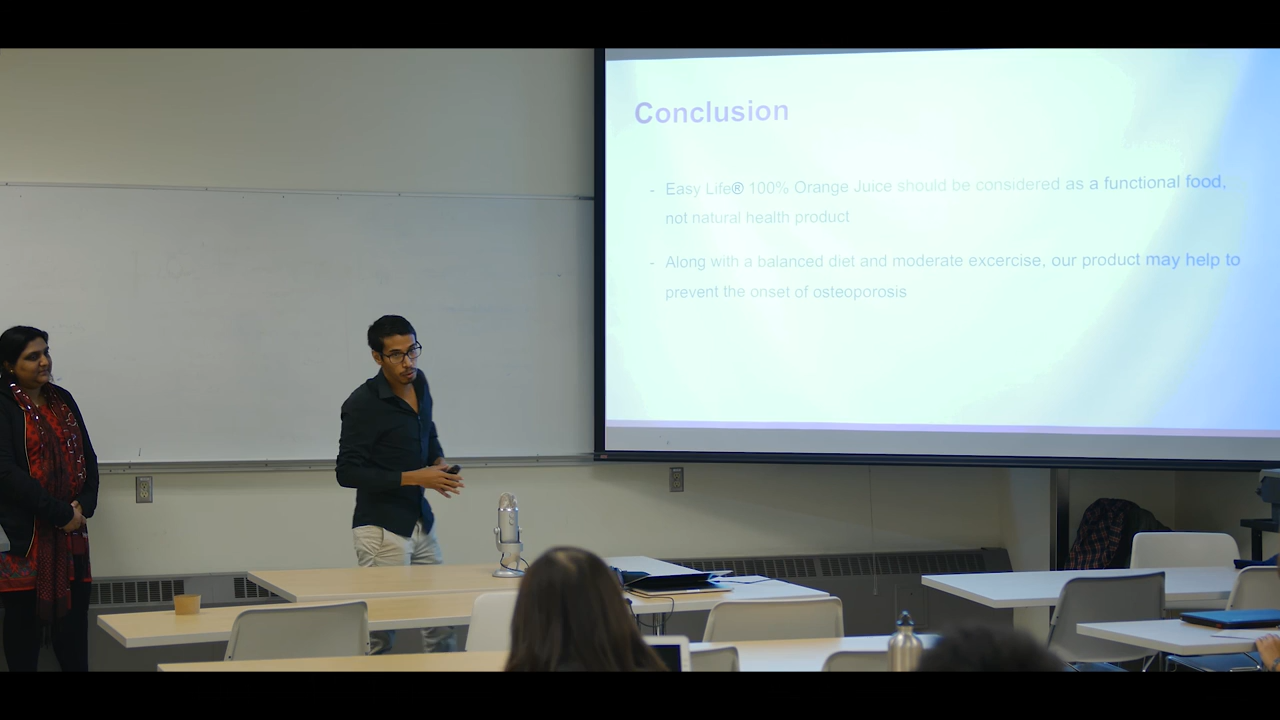 Conclusion
- Easy Life® 100% Orange Juice should be considered as a functional food,
not natural health product
- Along with a balanced diet and moderate excercise, our product may help to
prevent the onset of osteoporosis